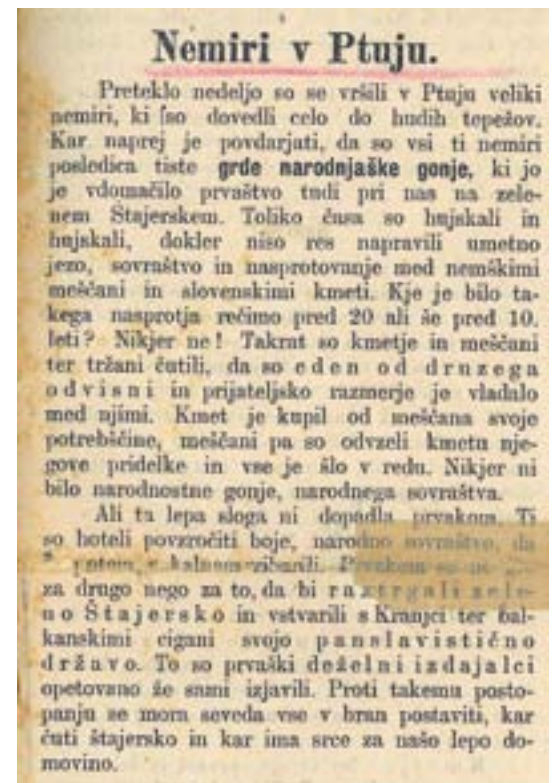 Nemiri v Ptuju.
Preteklo nedeljo so se vršili v Ptuju veliki
nemiri, ki so dovedli celo do hudih tepežov.
Kar naprej je povdarjati, da so vsi ti nemiri
posledica tiste grde narodnjaške gonje, ki jo
je vdomačilo prvaštvo tudi pri nas na zele-
nem Štajerskem. Toliko časa so hujskali in
hujskali, dokler niso res napravili umetno
jezo, sovraštvo in nasprotovanje med nemškimi
meščani in slovenskimi kmeti. Kje je bilo ta-
kega nasprotja rečimo pred 20 ali še pred 10.
leti? Nikjer ne! Takrat so kmetje in meščani
ter tržani čutili, da so eden od druzega
odvisni in prijateljsko razmerje je vladalo
med njimi. Kmet je kupil od meščana svoje
potrebščine, meščani pa so odvzeli kmetu nje-
gove pridelke in vse je šlo v redu. Nikjer ni
bilo narodnostne gonje, narodnega sovraštva.
Ali ta lepa sloga ni dopadla prvakom. Ti
so hoteli povzročiti boje, narodno sovraštvo, da
potem v kalnem ribarili. Prvakom
za drugo nego za to, da bi raztrgali zele-
no Štajersko in vstvarili s Kranjci ter bal-
kanskimi cigani svojo panslavistično
državo. To so prvaški deželni izdajalci
opetovano že sami izjavili. Proti takemu posto-
panju se mora seveda vse v bran postaviti, kar
čuti štajersko in kar ima srce za našo lepo do-
movino.